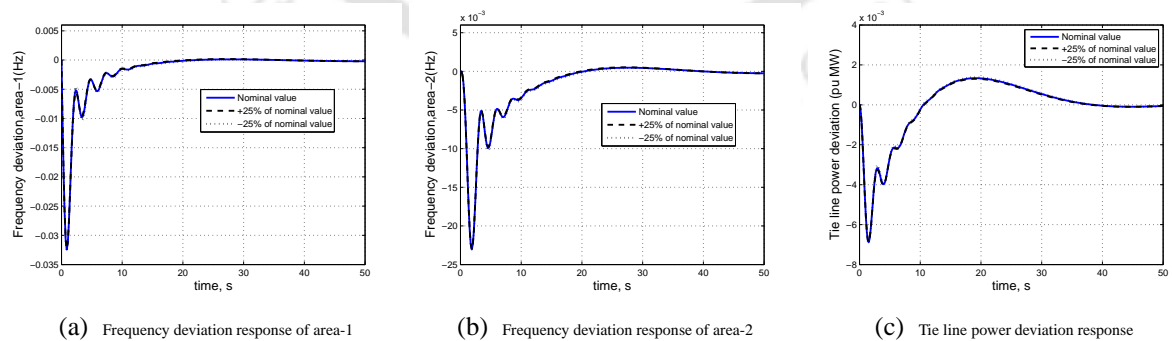 0.005
0
−0.005
−0.01
−0.015
−0.02
−0.025
−0.03
−0.035
0 10 20 30 40 50
Frequency deviation,area−1(Hz)
time, s
Nominal value
+25% of nominal value
−25% of nominal value
(a) Frequency deviation response of area-1
x 10⁻³
5
0
−5
−10
−15
−20
−25
0 10 20 30 40 50
Frequency deviation, area−2(Hz)
time, s
Nominal value
+25% of nominal value
−25% of nominal value
(b) Frequency deviation response of area-2
x 10⁻³
4
2
0
−2
−4
−6
−8
0 10 20 30 40 50
Tie line power deviation (pu MW)
time, s
Nominal value
+25% of nominal value
−25% of nominal value
(c) Tie line power deviation response